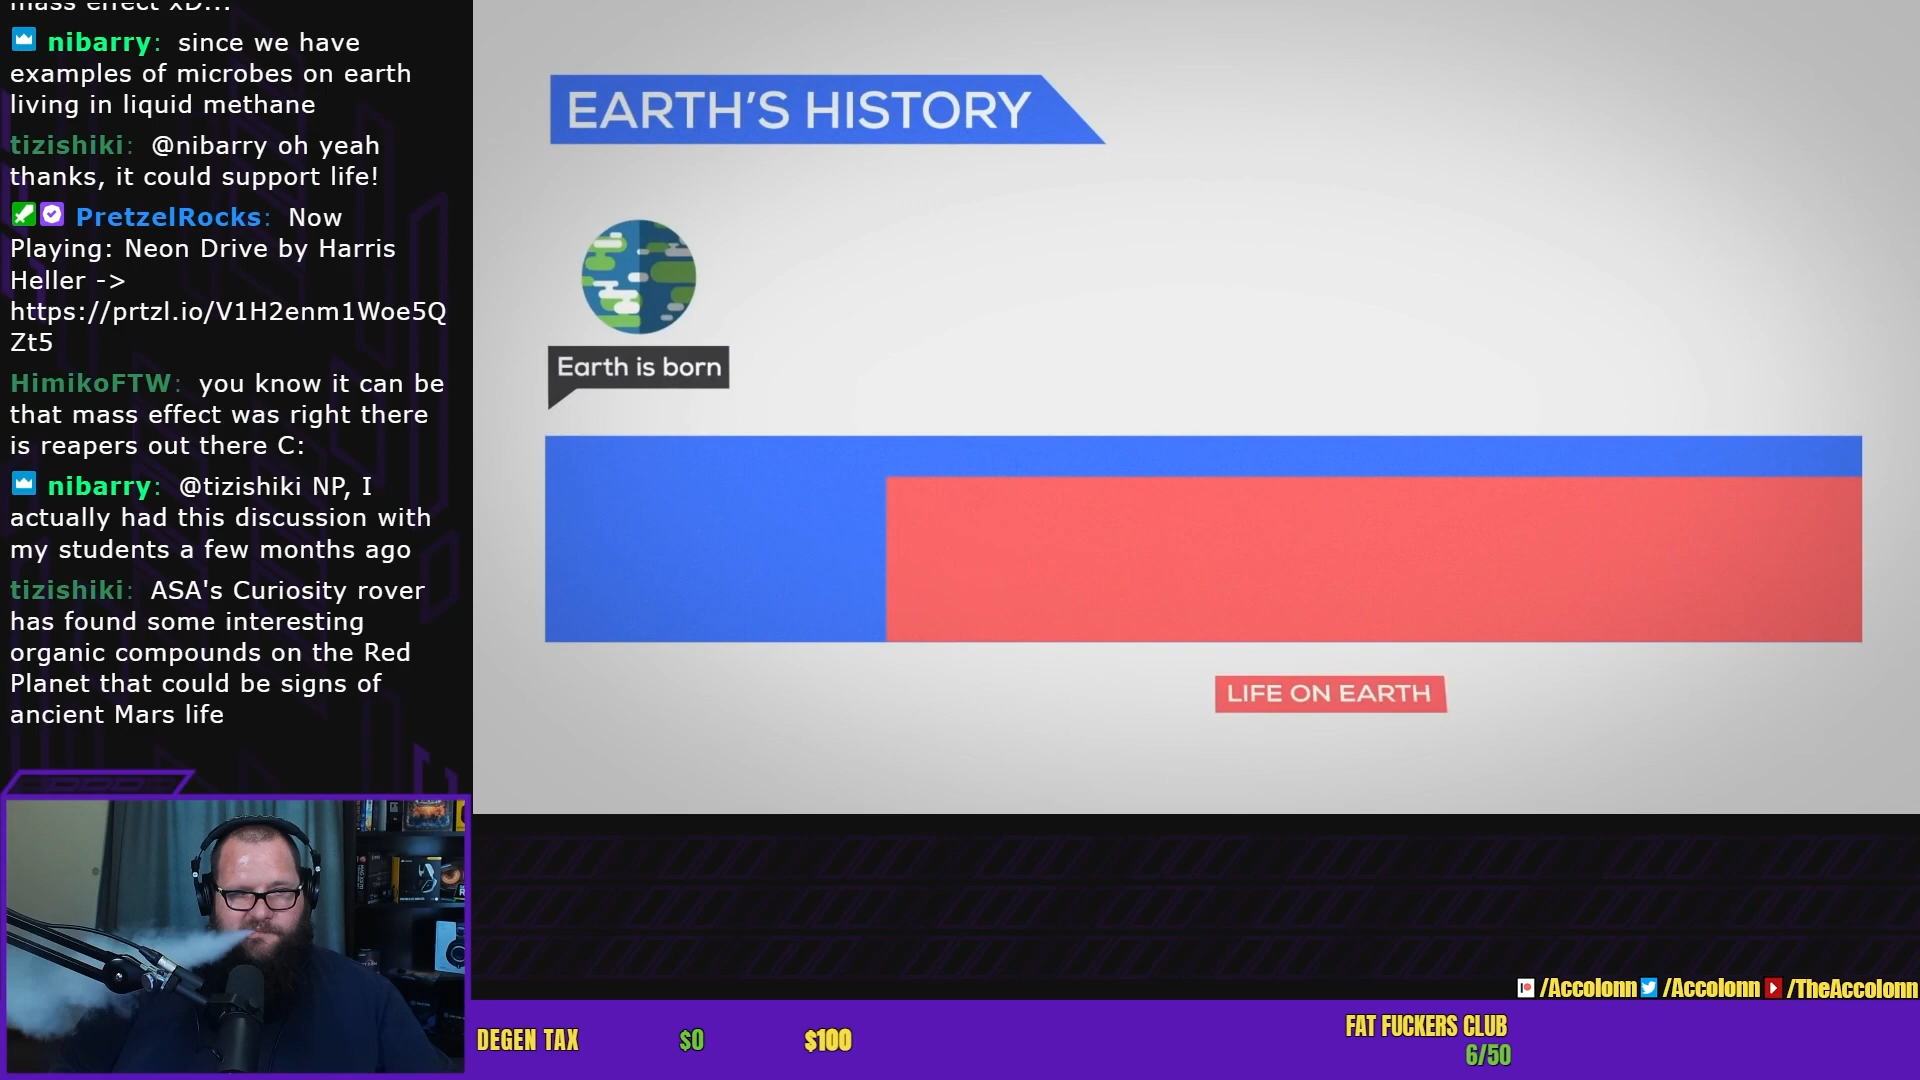 mass effect xD...
nibarry: since we have
examples of microbes on earth
living in liquid methane
tizishiki: @nibarry oh yeah
thanks, it could support life!
PretzelRocks: Now
Playing: Neon Drive by Harris
Heller ->
https://prtzl.io/V1H2enm1Woe5Q
Zt5
HimikoFTW: you know it can be
that mass effect was right there
is reapers out there C:
nibarry: @tizishiki NP, I
actually had this discussion with
my students a few months ago
tizishiki: ASA's Curiosity rover
has found some interesting
organic compounds on the Red
Planet that could be signs of
ancient Mars life
EARTH'S HISTORY
Earth is born
LIFE ON EARTH
/Accolonn /Accolonn /TheAccolonn
DEGEN TAX $0 $100
FAT FUCKERS CLUB
6/50